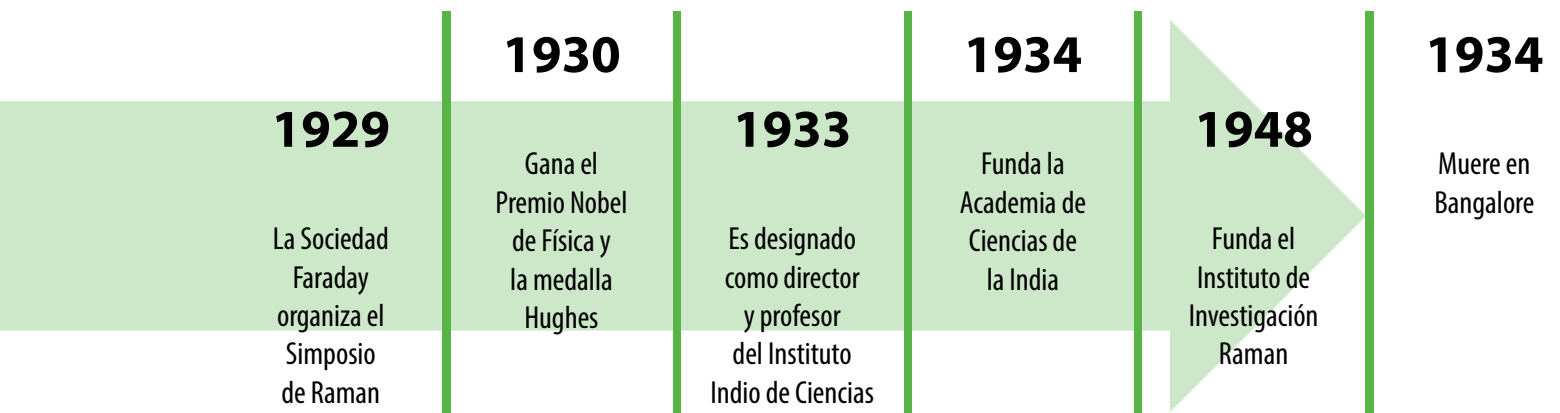 1929
La Sociedad
Faraday
organiza el
Simposio
de Raman
1930
Gana el
Premio Nobel
de Física y
la medalla
Hughes
1933
Es designado
como director
y profesor
del Instituto
Indio de Ciencias
1934
Funda la
Academia de
Ciencias de
la India
1948
Funda el
Instituto de
Investigación
Raman
1934
Muere en
Bangalore